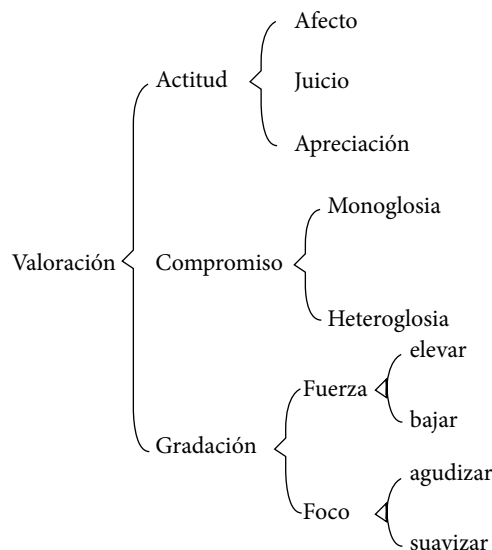 Afecto
Actitud
Juicio
Apreciación
Monoglosia
Valoración
Compromiso
Heteroglosia
elevar
Fuerza
bajar
Gradación
agudizar
Foco
suavizar